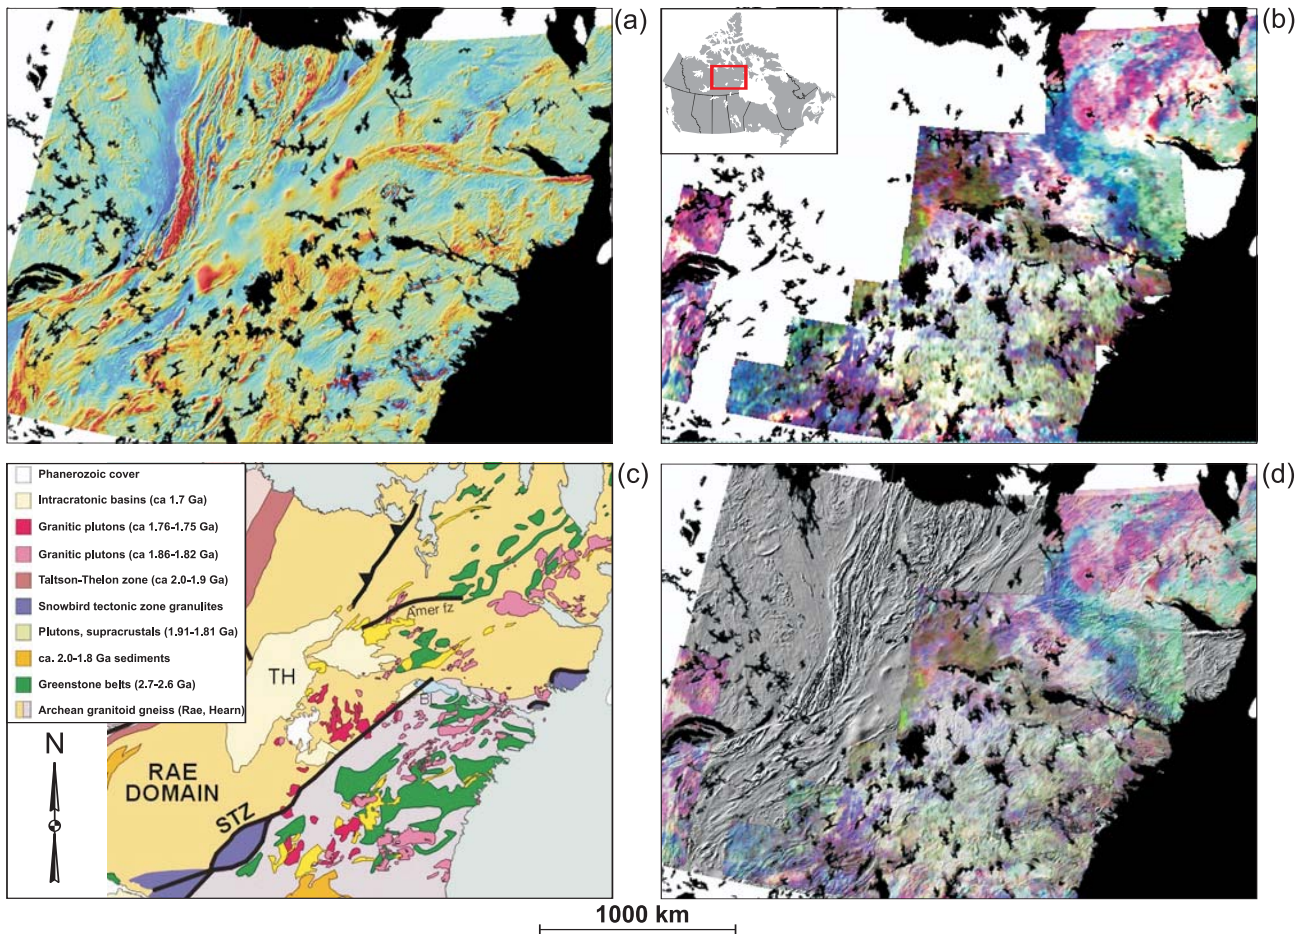 (a)
(b)
(c)
Phanerozoic cover
Intracratonic basins (ca 1.7 Ga)
Granitic plutons (ca 1.76-1.75 Ga)
Granitic plutons (ca 1.86-1.82 Ga)
Taltson-Thelon zone (ca 2.0-1.9 Ga)
Snowbird tectonic zone granulites
Plutons, supracrustals (1.91-1.81 Ga)
ca. 2.0-1.8 Ga sediments
Greenstone belts (2.7-2.6 Ga)
Archean granitoid gneiss (Rae, Hearn)
N
Amer fz
TH
BL
RAE
DOMAIN
STZ
(d)
1000 km